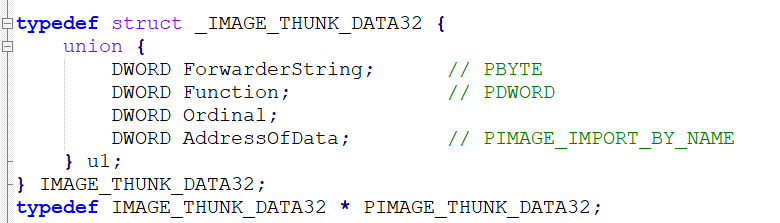 typedef struct _IMAGE_THUNK_DATA32 {
    union {
        DWORD ForwarderString;      // PBYTE
        DWORD Function;             // PDWORD
        DWORD Ordinal;
        DWORD AddressOfData;        // PIMAGE_IMPORT_BY_NAME
    } u1;
} IMAGE_THUNK_DATA32;
typedef IMAGE_THUNK_DATA32 * PIMAGE_THUNK_DATA32;